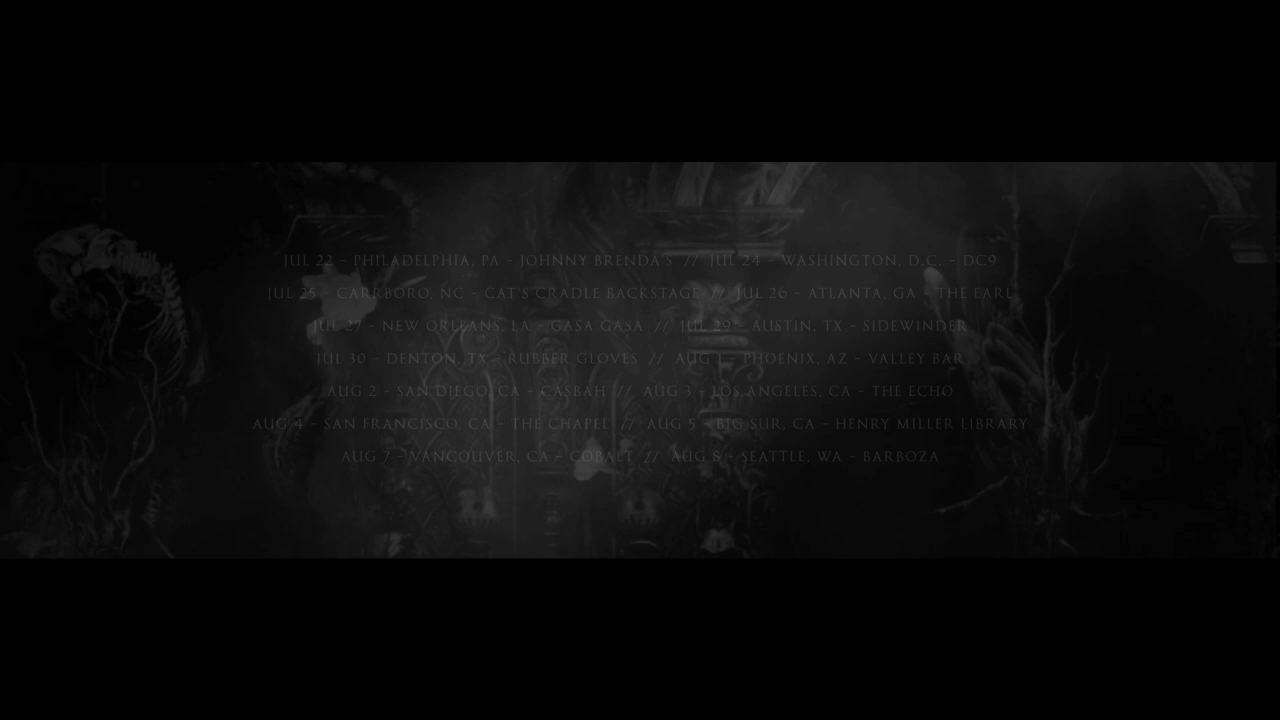 JUL 22 - PHILADELPHIA, PA - JOHNNY BRENDA'S // JUL 24 - WASHINGTON, D.C. - DC9
JUL 25 - CARRBORO, NC - CAT'S CRADLE BACKSTAGE // JUL 26 - ATLANTA, GA - THE EARL
JUL 27 - NEW ORLEANS, LA - GASA GASA // JUL 29 - AUSTIN, TX - SIDEWINDER
JUL 30 - DENTON, TX - RUBBER GLOVES // AUG 1 - PHOENIX, AZ - VALLEY BAR
AUG 2 - SAN DIEGO, CA - CASBAH // AUG 3 - LOS ANGELES, CA - THE ECHO
AUG 4 - SAN FRANCISCO, CA - THE CHAPEL // AUG 5 - BIG SUR, CA - HENRY MILLER LIBRARY
AUG 7 - VANCOUVER, CA - COBALT // AUG 8 - SEATTLE, WA - BARBOZA